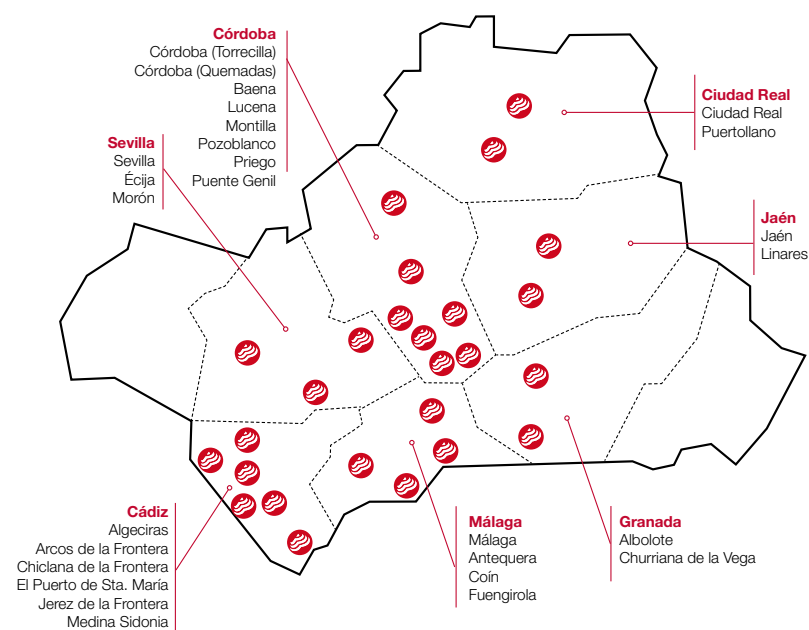 Córdoba
Córdoba (Torrecilla)
Córdoba (Quemadas)
Baena
Lucena
Montilla
Pozoblanco
Priego
Puente Genil
Ciudad Real
Ciudad Real
Puertollano
Sevilla
Sevilla
Écija
Morón
Jaén
Jaén
Linares
Cádiz
Algeciras
Arcos de la Frontera
Chiclana de la Frontera
El Puerto de Sta. María
Jerez de la Frontera
Medina Sidonia
Málaga
Málaga
Antequera
Coín
Fuengirola
Granada
Albolote
Churriana de la Vega